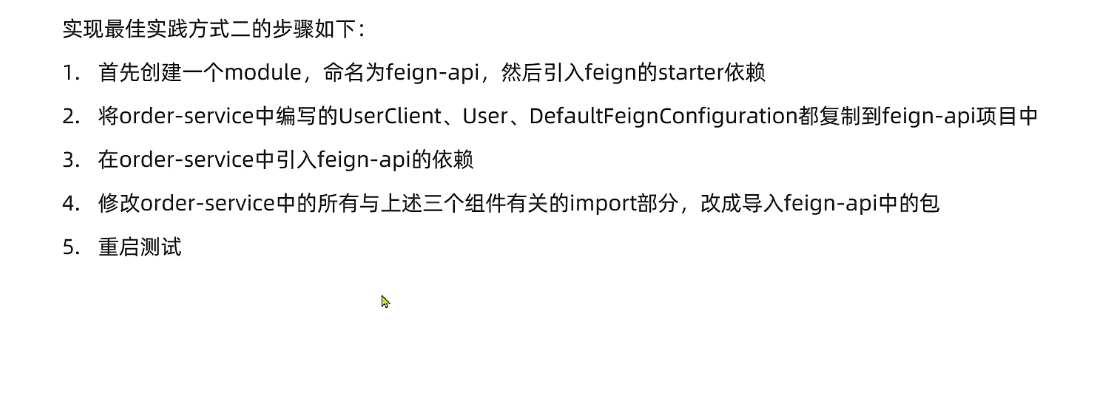 实现最佳实践方式二的步骤如下：
1. 首先创建一个module，命名为feign-api，然后引入feign的starter依赖
2. 将order-service中编写的UserClient、User、DefaultFeignConfiguration都复制到feign-api项目中
3. 在order-service中引入feign-api的依赖
4. 修改order-service中的所有与上述三个组件有关的import部分，改成导入feign-api中的包
5. 重启测试